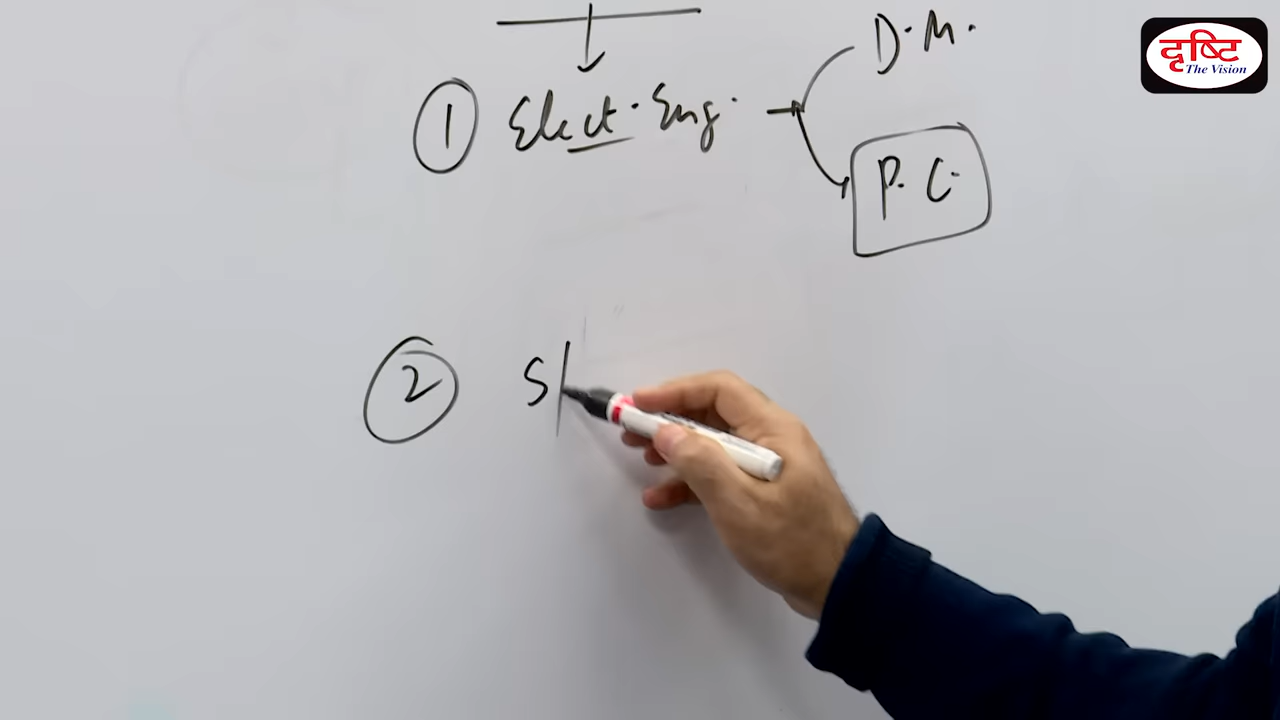 D.M.
① Elect. Eng.
P.C.
② S
दृष्टि
The Vision